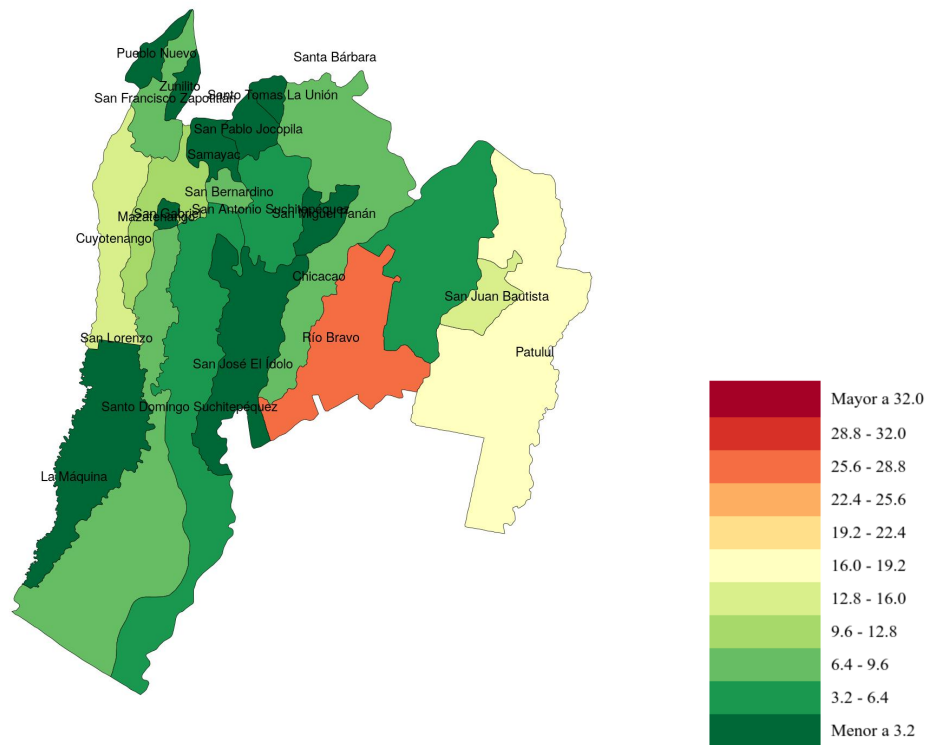 Pueblo Nuevo
Santa Bárbara
Zunilito
San Francisco Zapotitlán
Santo Tomas La Unión
San Pablo Jocopila
Samayac
San Bernardino
San Gabriel
San Antonio Suchitepéquez
San Miguel Panán
Mazatenango
Cuyotenango
Chicacao
San Juan Bautista
San Lorenzo
Río Bravo
Patulul
San José El Ídolo
Santo Domingo Suchitepéquez
La Máquina
Mayor a 32.0
28.8 - 32.0
25.6 - 28.8
22.4 - 25.6
19.2 - 22.4
16.0 - 19.2
12.8 - 16.0
9.6 - 12.8
6.4 - 9.6
3.2 - 6.4
Menor a 3.2